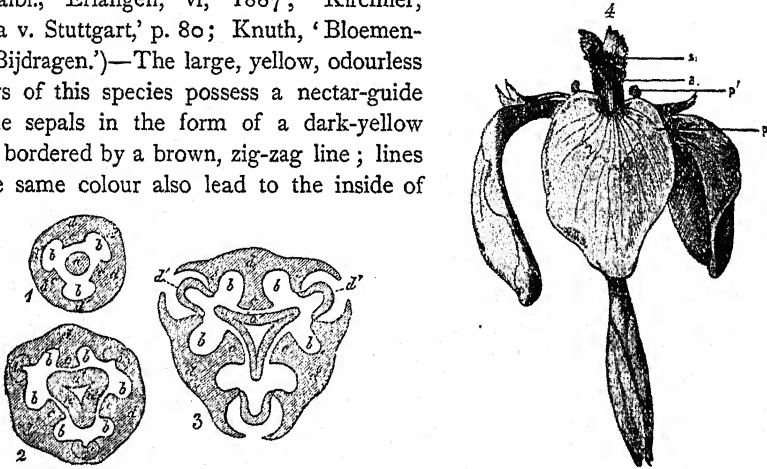 Erlangen, vi, 1887; Kirchner,
v. Stuttgart,' p. 80; Knuth, 'Bloemen-
Bijdragen.')—The large, yellow, odourless
of this species possess a nectar-guide
sepals in the form of a dark-yellow
bordered by a brown, zig-zag line; lines
same colour also lead to the inside of
4
s.
a.
p'
p
1
b
b
b
2
b
b
b
b
b
b
3
d'
d
d'
b
b
b
b
a